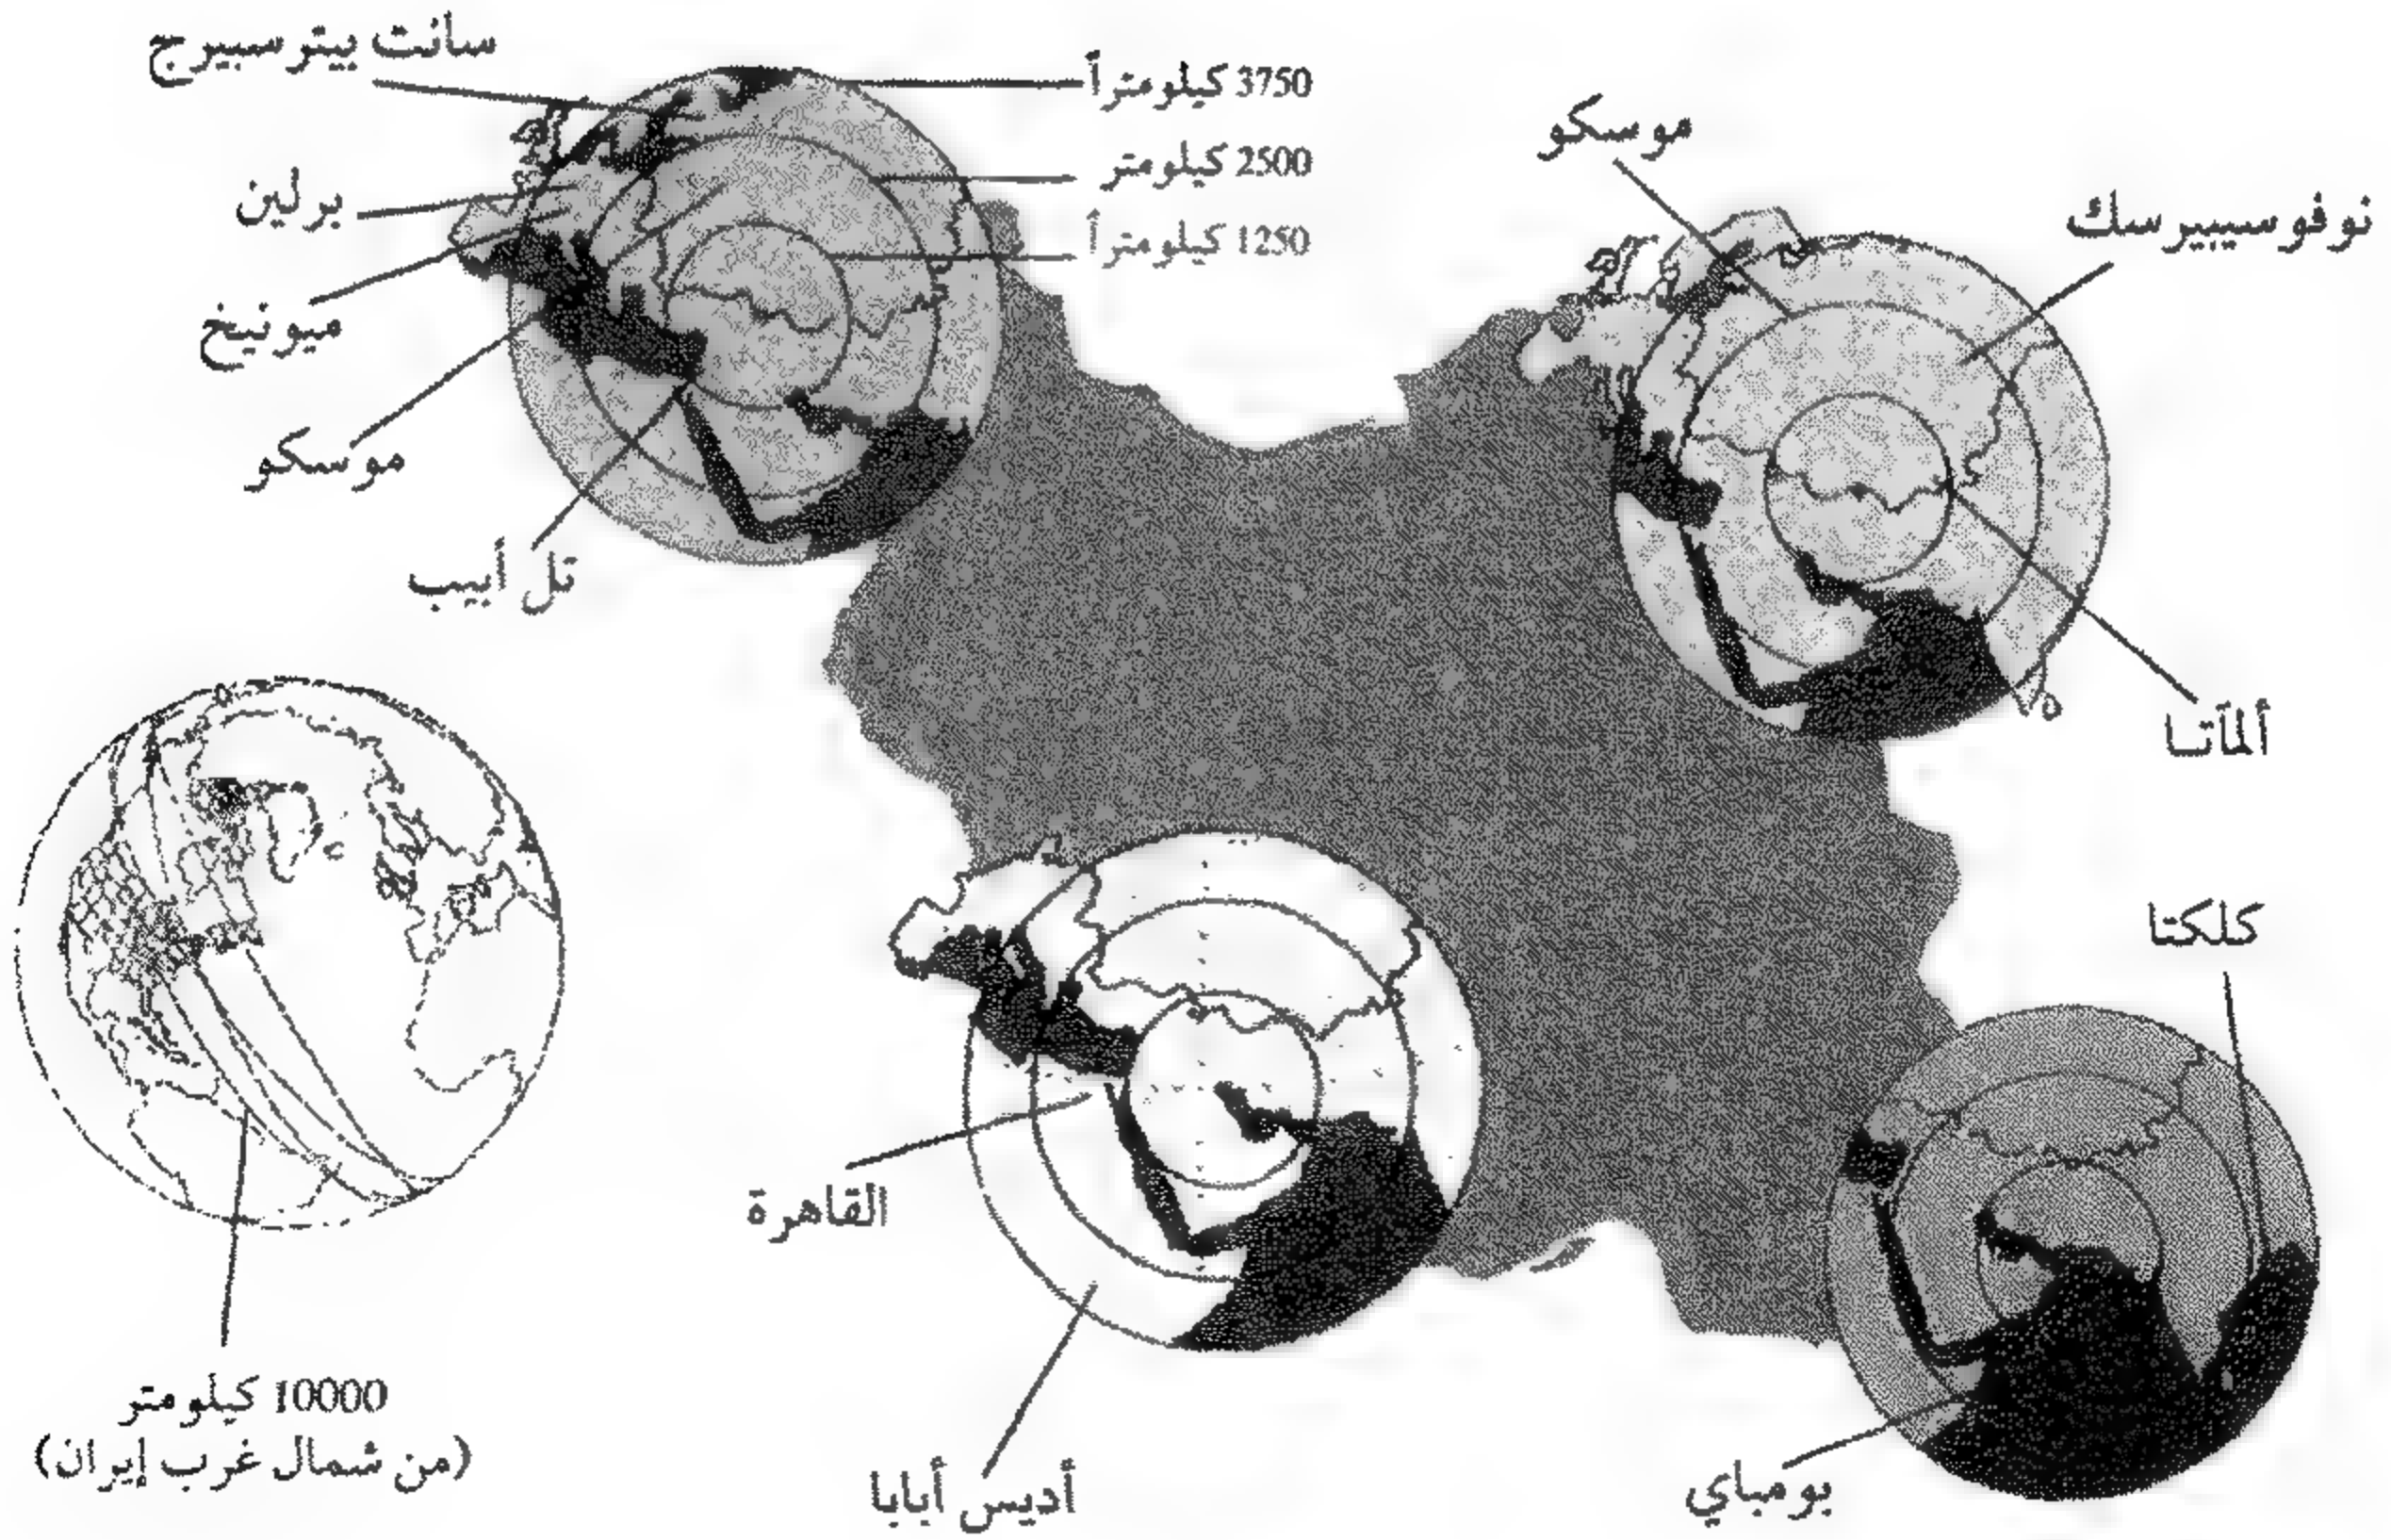 سانت بيترسبيرج
3750 كيلومتراً
2500 كيلومتر
1250 كيلومتراً
برلين
ميونيخ
موسكو
تل أبيب
موسكو
نوفوسيبيرسك
ألمآتا
كلكتا
القاهرة
أديس أبابا
بومباي
10000 كيلومتر
(من شمال غرب إيران)